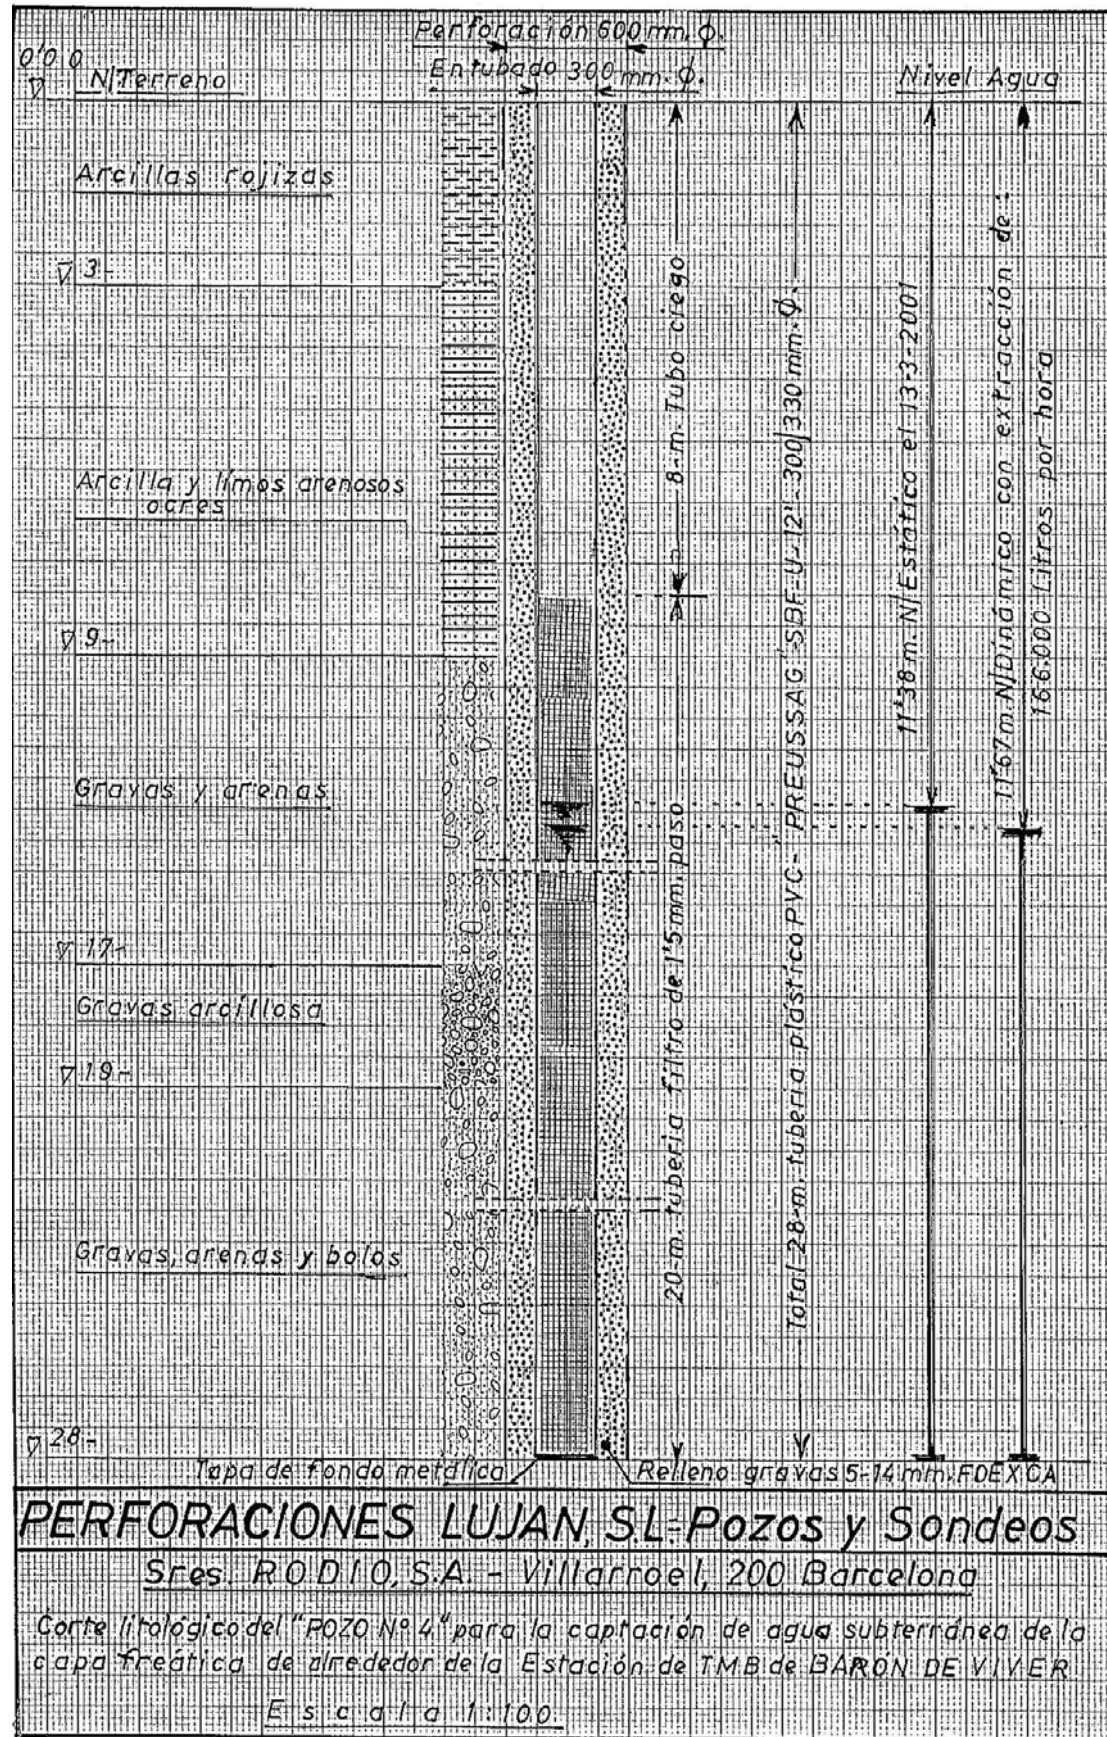 Perforación 600 mm. ϕ.
0'0 0
N/Terreno
Entubado 300 mm. ϕ.
Nivel Agua
Arcillas rojizas
3-
Arcilla y limos arenosos
ocres
9-
Gravas y arenas
17-
Gravas arcillosa
19-
Gravas, arenas y bolos
28-
8-m. Tubo ciego
20-m. tuberia filtro de 1'5 mm. paso
Total 28-m. tuberia plástico PVC- "PREUSSAG"-SBF-U-12"-300/330 mm. ϕ.
11'38 m. N/Estático el 13-3-2001
11'67 m. N/Dinámico con extracción de:
166.000 Litros por hora
Tapa de fondo metálica
Relleno gravas 5-14 mm. FDEXCA
PERFORACIONES LUJAN, S.L.-Pozos y Sondeos
Sres. RODIO, S.A. - Villarroel, 200 Barcelona
Corte litológico del "POZO Nº 4" para la captación de agua subterránea de la
capa freática de alrededor de la Estación de TMB de BARÓN DE VIVER
Escala 1:100